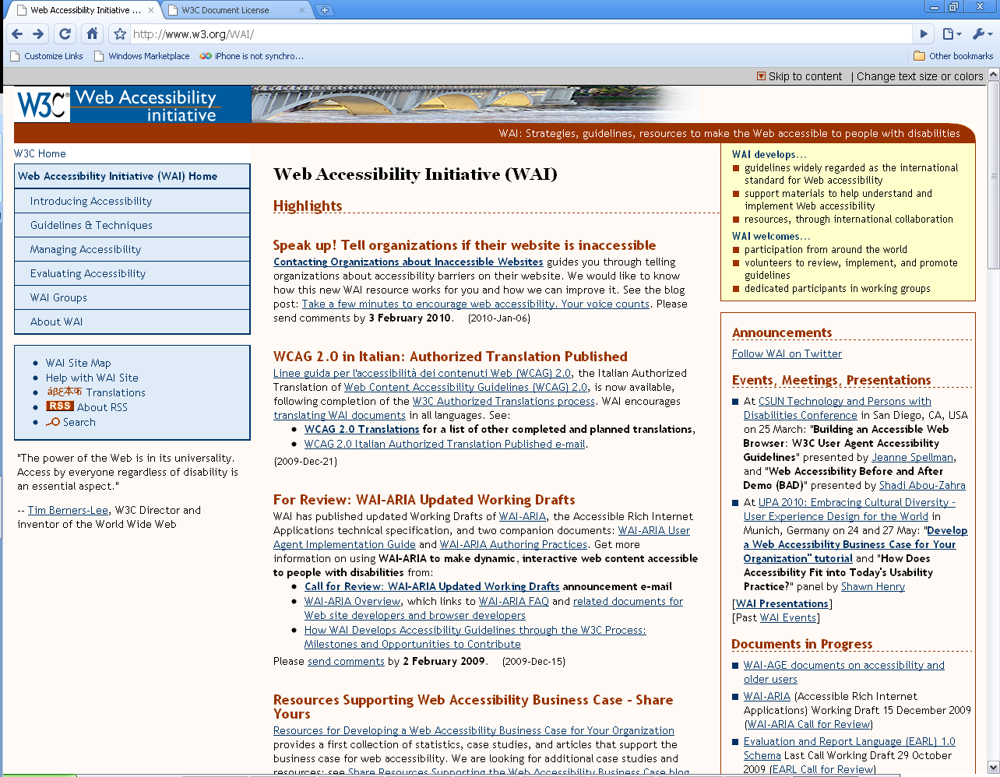 Web Accessibility Initiative ...
W3C Document License
http://www.w3.org/WAI/
Customize Links
Windows Marketplace
iPhone is not synchro...
Other bookmarks
Skip to content | Change text size or colors
W3C® Web Accessibility
initiative
WAI: Strategies, guidelines, resources to make the Web accessible to people with disabilities
W3C Home
Web Accessibility Initiative (WAI) Home
Introducing Accessibility
Guidelines & Techniques
Managing Accessibility
Evaluating Accessibility
WAI Groups
About WAI
WAI Site Map
Help with WAI Site
Translations
RSS About RSS
Search
"The power of the Web is in its universality.
Access by everyone regardless of disability is
an essential aspect."
-- Tim Berners-Lee, W3C Director and
inventor of the World Wide Web
Web Accessibility Initiative (WAI)
Highlights
Speak up! Tell organizations if their website is inaccessible
Contacting Organizations about Inaccessible Websites guides you through telling
organizations about accessibility barriers on their website. We would like to know
how this new WAI resource works for you and how we can improve it. See the blog
post: Take a few minutes to encourage web accessibility. Your voice counts. Please
send comments by 3 February 2010. (2010-Jan-06)
WCAG 2.0 in Italian: Authorized Translation Published
Linee guida per l'accessibilità dei contenuti Web (WCAG) 2.0, the Italian Authorized
Translation of Web Content Accessibility Guidelines (WCAG) 2.0, is now available,
following completion of the W3C Authorized Translations process. WAI encourages
translating WAI documents in all languages. See:
WCAG 2.0 Translations for a list of other completed and planned translations,
WCAG 2.0 Italian Authorized Translation Published e-mail.
(2009-Dec-21)
For Review: WAI-ARIA Updated Working Drafts
WAI has published updated Working Drafts of WAI-ARIA, the Accessible Rich Internet
Applications technical specification, and two companion documents: WAI-ARIA User
Agent Implementation Guide and WAI-ARIA Authoring Practices. Get more
information on using WAI-ARIA to make dynamic, interactive web content accessible
to people with disabilities from:
Call for Review: WAI-ARIA Updated Working Drafts announcement e-mail
WAI-ARIA Overview, which links to WAI-ARIA FAQ and related documents for
Web site developers and browser developers
How WAI Develops Accessibility Guidelines through the W3C Process:
Milestones and Opportunities to Contribute
Please send comments by 2 February 2009. (2009-Dec-15)
Resources Supporting Web Accessibility Business Case - Share
Yours
Resources for Developing a Web Accessibility Business Case for Your Organization
provides a first collection of statistics, case studies, and articles that support the
business case for web accessibility. We are looking for additional case studies and
resources; see Share Resources Supporting the Web Accessibility Business Case blog
WAI develops...
guidelines widely regarded as the international
standard for Web accessibility
support materials to help understand and
implement Web accessibility
resources, through international collaboration
WAI welcomes...
participation from around the world
volunteers to review, implement, and promote
guidelines
dedicated participants in working groups
Announcements
Follow WAI on Twitter
Events, Meetings, Presentations
At CSUN Technology and Persons with
Disabilities Conference in San Diego, CA, USA
on 25 March: "Building an Accessible Web
Browser: W3C User Agent Accessibility
Guidelines" presented by Jeanne Spellman,
and "Web Accessibility Before and After
Demo (BAD)" presented by Shadi Abou-Zahra
At UPA 2010: Embracing Cultural Diversity -
User Experience Design for the World in
Munich, Germany on 24 and 27 May: "Develop
a Web Accessibility Business Case for Your
Organization" tutorial and "How Does
Accessibility Fit into Today's Usability
Practice?" panel by Shawn Henry
[WAI Presentations]
[Past WAI Events]
Documents in Progress
WAI-AGE documents on accessibility and
older users
WAI-ARIA (Accessible Rich Internet
Applications) Working Draft 15 December 2009
(WAI-ARIA Call for Review)
Evaluation and Report Language (EARL) 1.0
Schema Last Call Working Draft 29 October
2009 (EARL Call for Review)